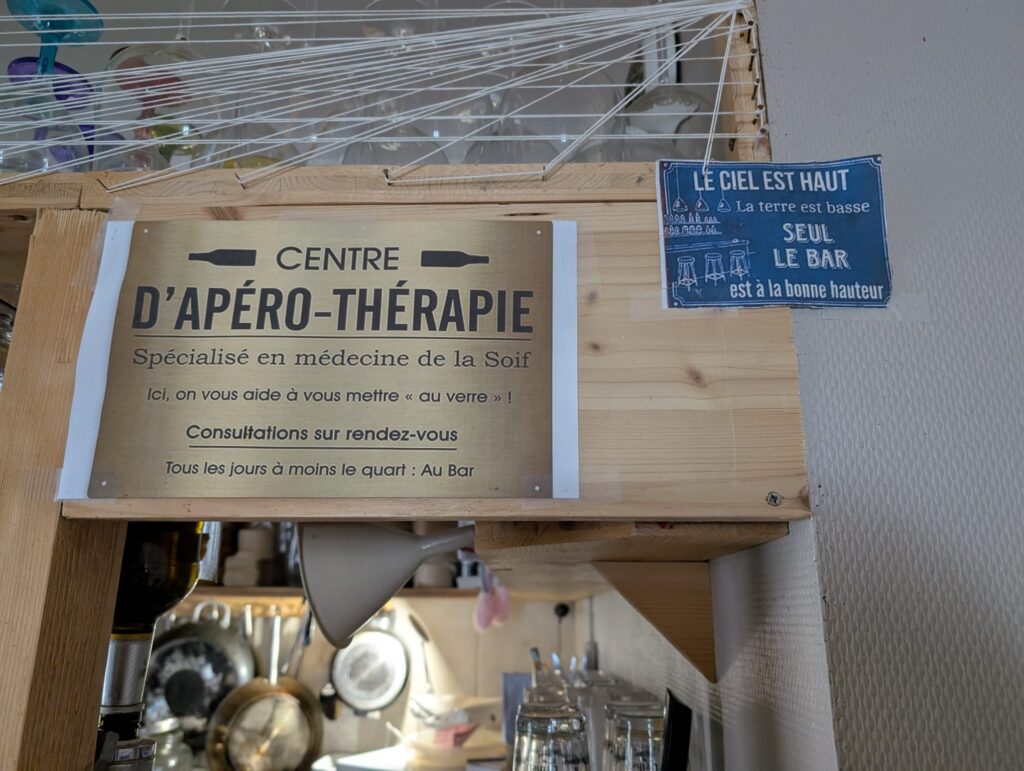 CENTRE
D'APÉRO-THÉRAPIE
Spécialisé en médecine de la Soif
Ici, on vous aide à vous mettre « au verre » !
Consultations sur rendez-vous
Tous les jours à moins le quart : Au Bar
LE CIEL EST HAUT
La terre est basse
SEUL
LE BAR
est à la bonne hauteur